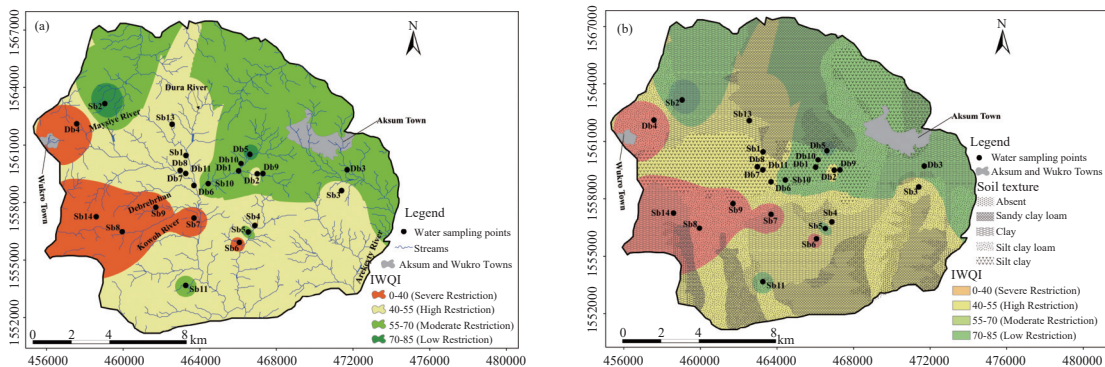 (a)
N
1567000
1564000
1561000
1558000
1555000
1552000
Dura River
Sb2
Maysiye River
Db4
Sb13
Aksum Town
Wukro Town
Sb1
Db5
Db8
Db10
Db11
Db1
Db9
Db3
Db7
Db2
Db6
Sb10
Sb3
Debrebrhan
Sb9
Sb14
Kowoh River
Sb7
Sb4
Sb8
Sb5
Sb6
Sb11
Legend
Water sampling points
Streams
Aksum and Wukro Towns
IWQI
0-40 (Severe Restriction)
40-55 (High Restriction)
55-70 (Moderate Restriction)
70-85 (Low Restriction)
0 2 4 8
km
456000 460000 464000 468000 472000 476000 480000
(b)
N
1567000
1564000
1561000
1558000
1555000
1552000
Sb2
Db4
Sb13
Aksum Town
Wukro Town
Sb1
Db5
Db8
Db10
Db11
Db1
Db9
Db3
Db7
Db2
Db6
Sb10
Sb3
Sb9
Sb14
Sb7
Sb4
Sb8
Sb5
Sb6
Sb11
Legend
Water sampling points
Aksum and Wukro Towns
Soil texture
Absent
Sandy clay loam
Clay
Silt clay loam
Silt clay
IWQI
0-40 (Severe Restriction)
40-55 (High Restriction)
55-70 (Moderate Restriction)
70-85 (Low Restriction)
0 2 4 8
km
456000 460000 464000 468000 472000 476000 480000